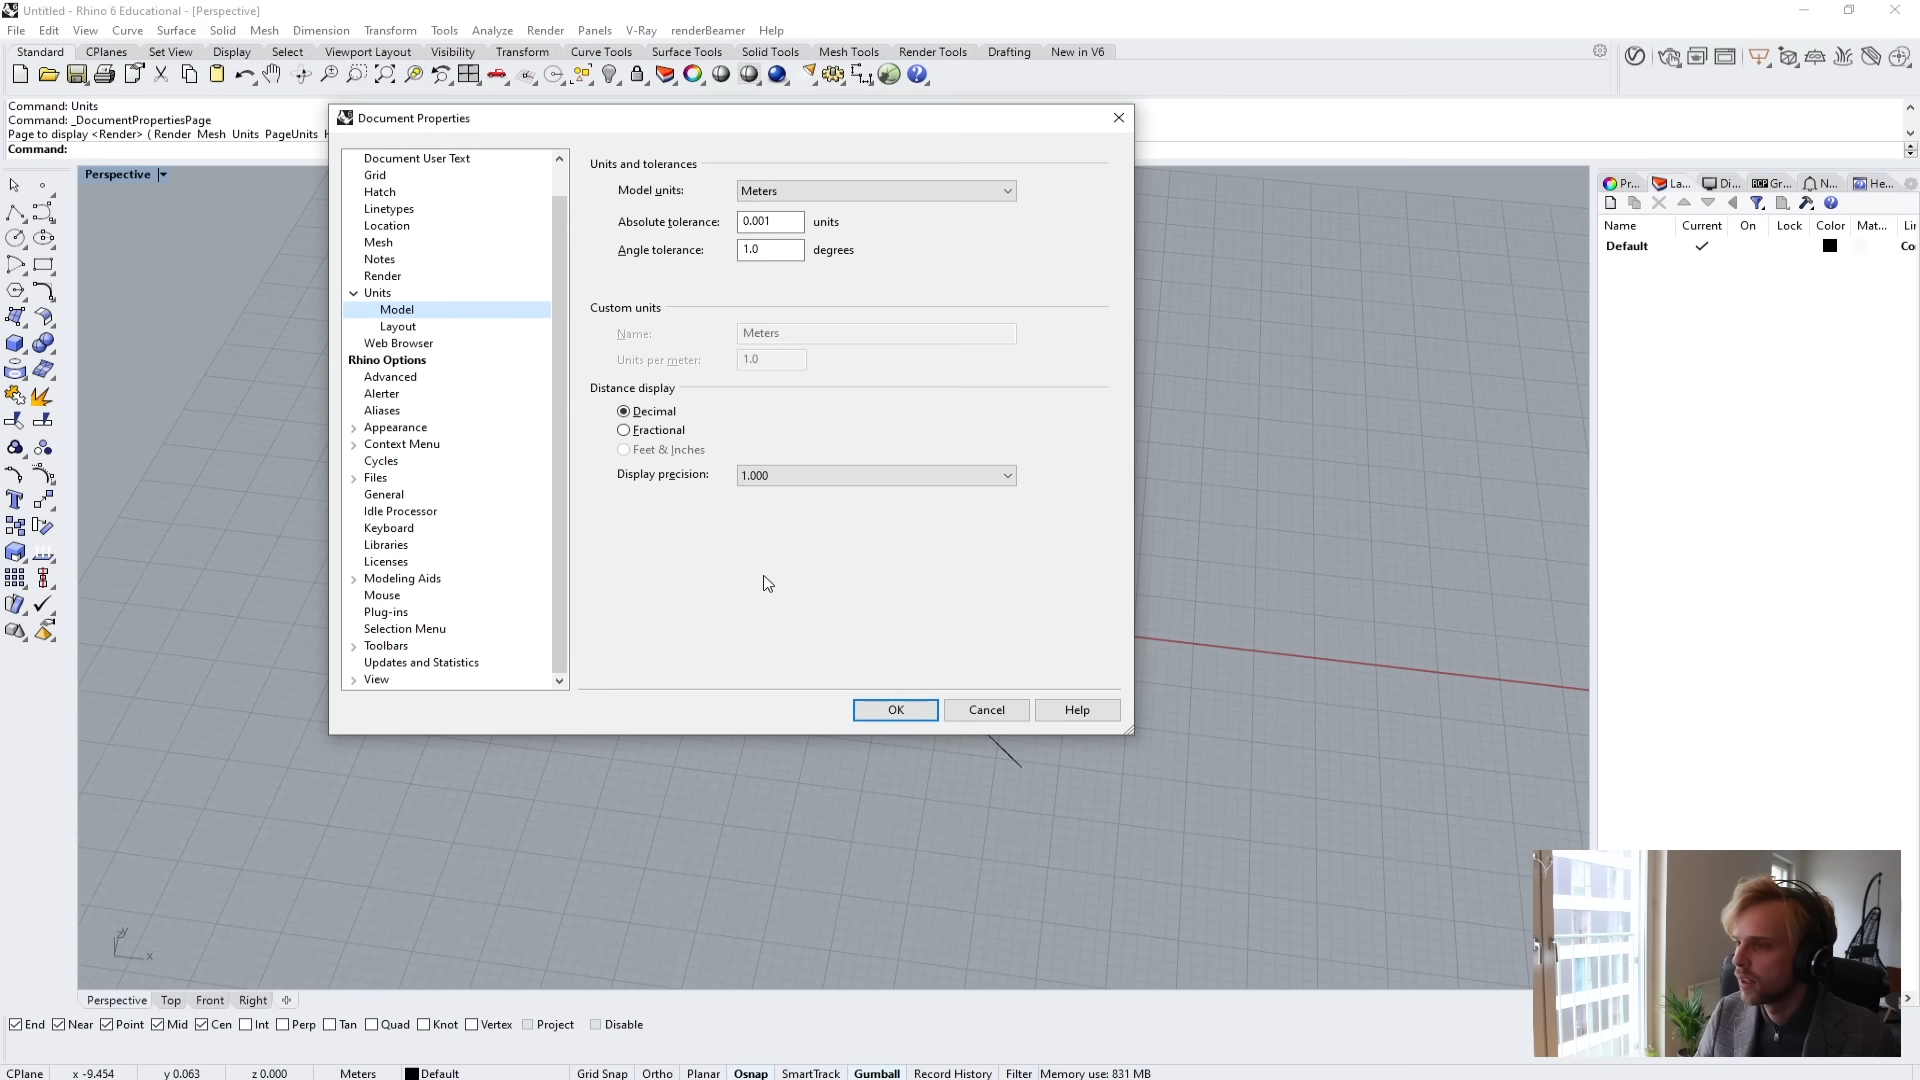 Untitled - Rhino 6 Educational - [Perspective]
File Edit View Curve Surface Solid Mesh Dimension Transform Tools Analyze Render Panels V-Ray renderBeamer Help
Standard CPlanes Set View Display Select Viewport Layout Visibility Transform Curve Tools Surface Tools Solid Tools Mesh Tools Render Tools Drafting New in V6
Command: Units
Command: _DocumentPropertiesPage
Page to display <Render> ( Render Mesh Units PageUnits
Command:
Perspective
Document Properties
Document User Text
Grid
Hatch
Linetypes
Location
Mesh
Notes
Render
Units
Model
Layout
Web Browser
Rhino Options
Advanced
Alerter
Aliases
Appearance
Context Menu
Cycles
Files
General
Idle Processor
Keyboard
Libraries
Licenses
Modeling Aids
Mouse
Plug-ins
Selection Menu
Toolbars
Updates and Statistics
View
Units and tolerances
Model units: Meters
Absolute tolerance: 0.001 units
Angle tolerance: 1.0 degrees
Custom units
Name: Meters
Units per meter: 1.0
Distance display
Decimal
Fractional
Feet & Inches
Display precision: 1.000
OK Cancel Help
Pr... La... Di... Gr... N... He...
Name Current On Lock Color Mat... Li
Default Co
y
x
Perspective Top Front Right
End Near Point Mid Cen Int Perp Tan Quad Knot Vertex Project Disable
CPlane x -9.454 y 0.063 z 0.000 Meters Default Grid Snap Ortho Planar Osnap SmartTrack Gumball Record History Filter Memory use: 831 MB